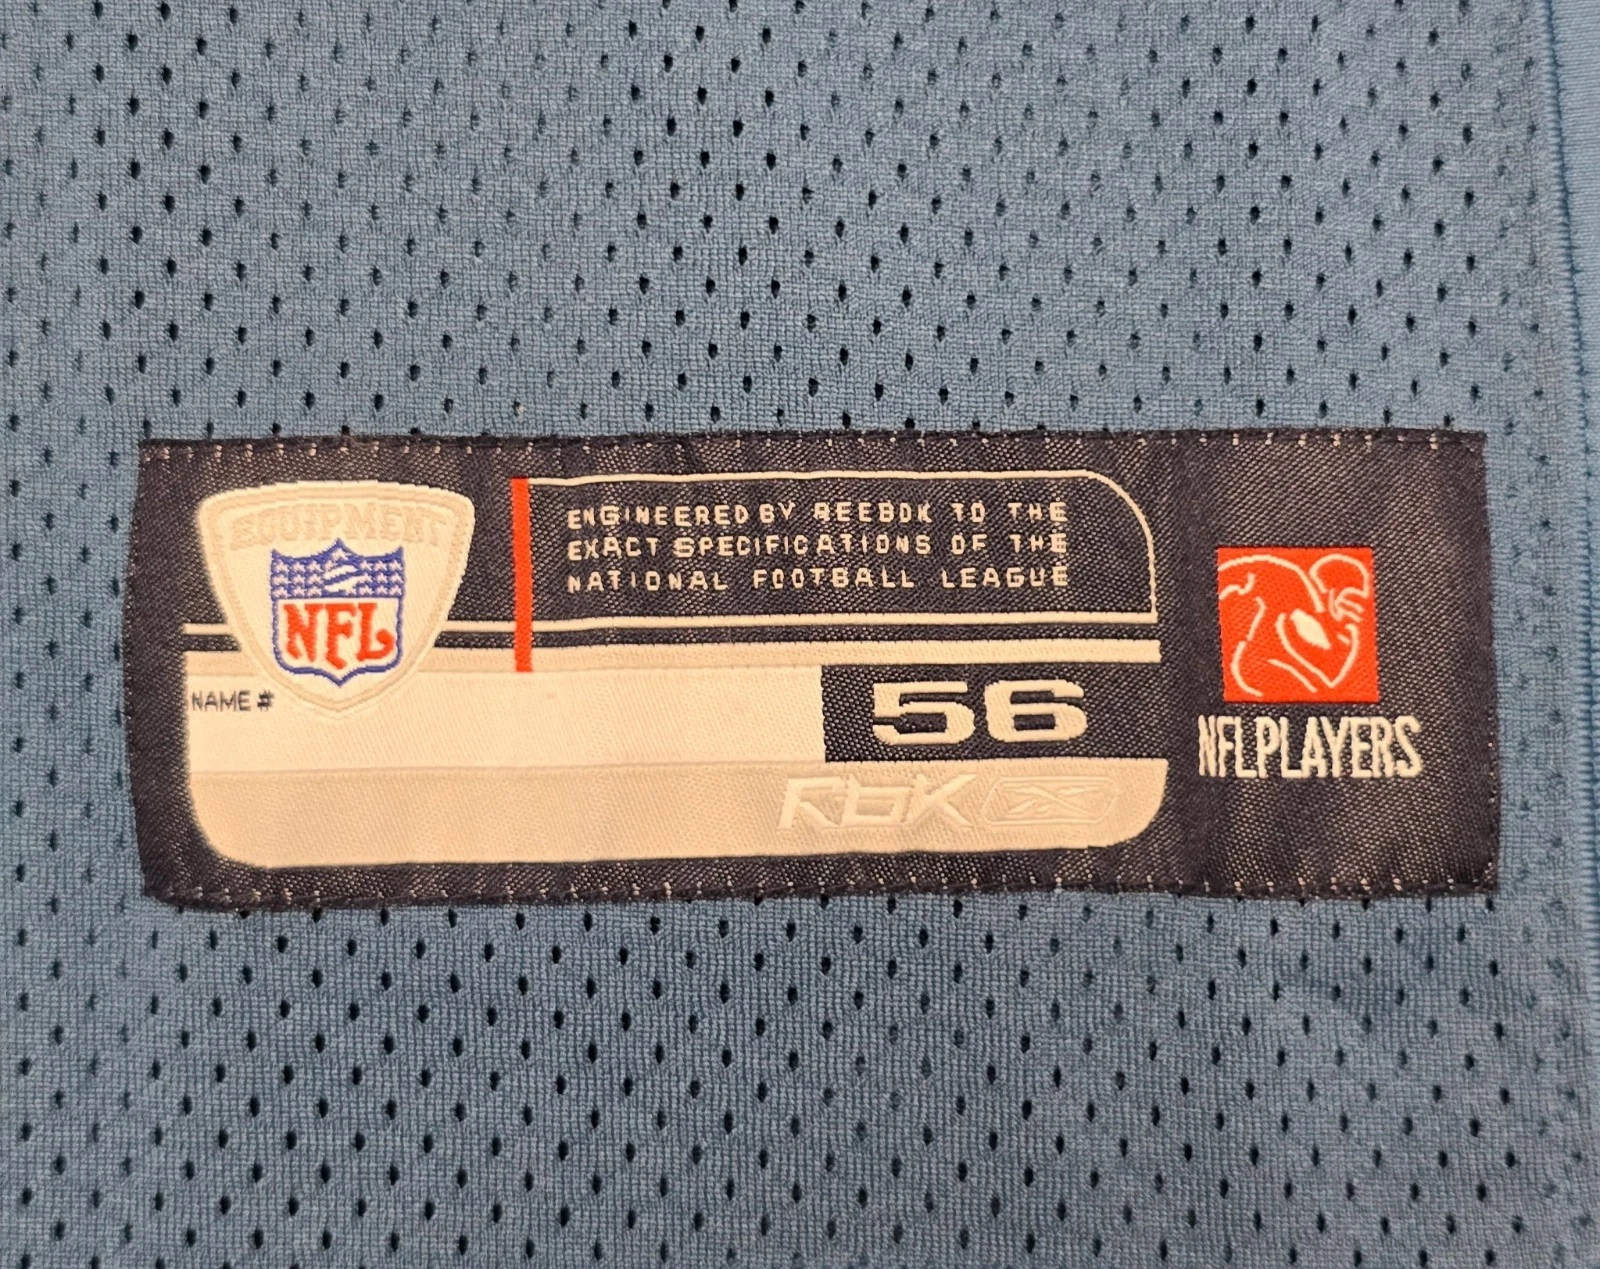 EQUIPMENT
NFL
ENGINEERED BY REEBOK TO THE
EXACT SPECIFICATIONS OF THE
NATIONAL FOOTBALL LEAGUE
NAME #
56
RbK
NFLPLAYERS